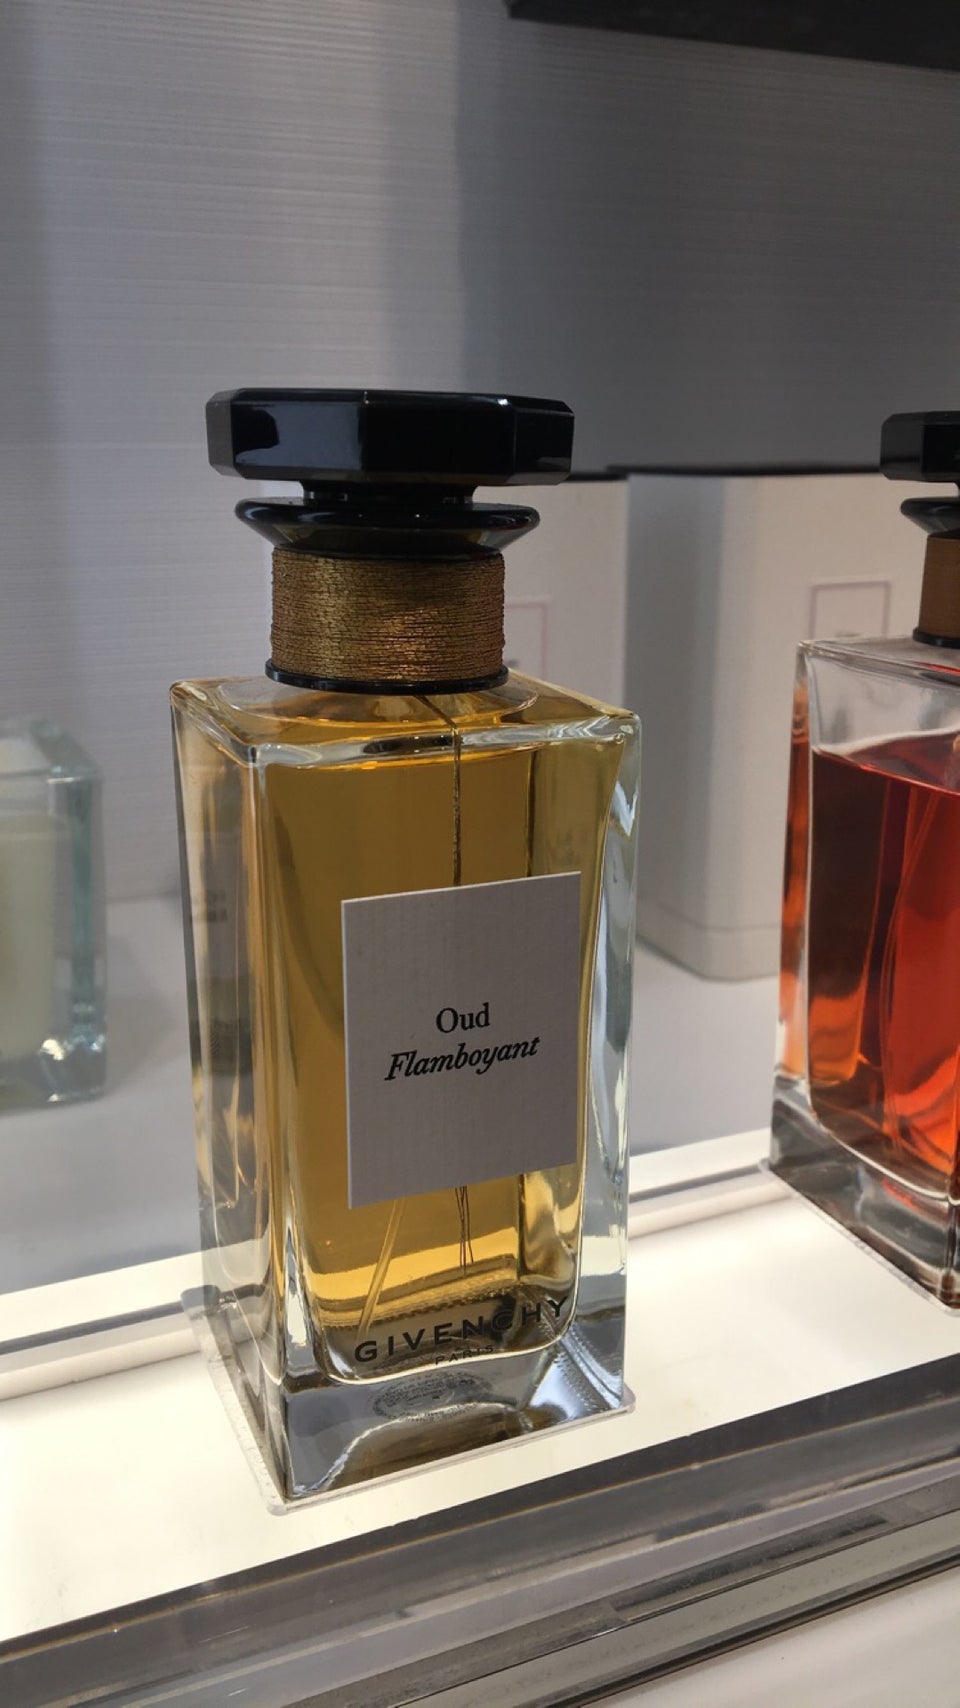 Oud
Flamboyant
GIVENCHY
PARIS